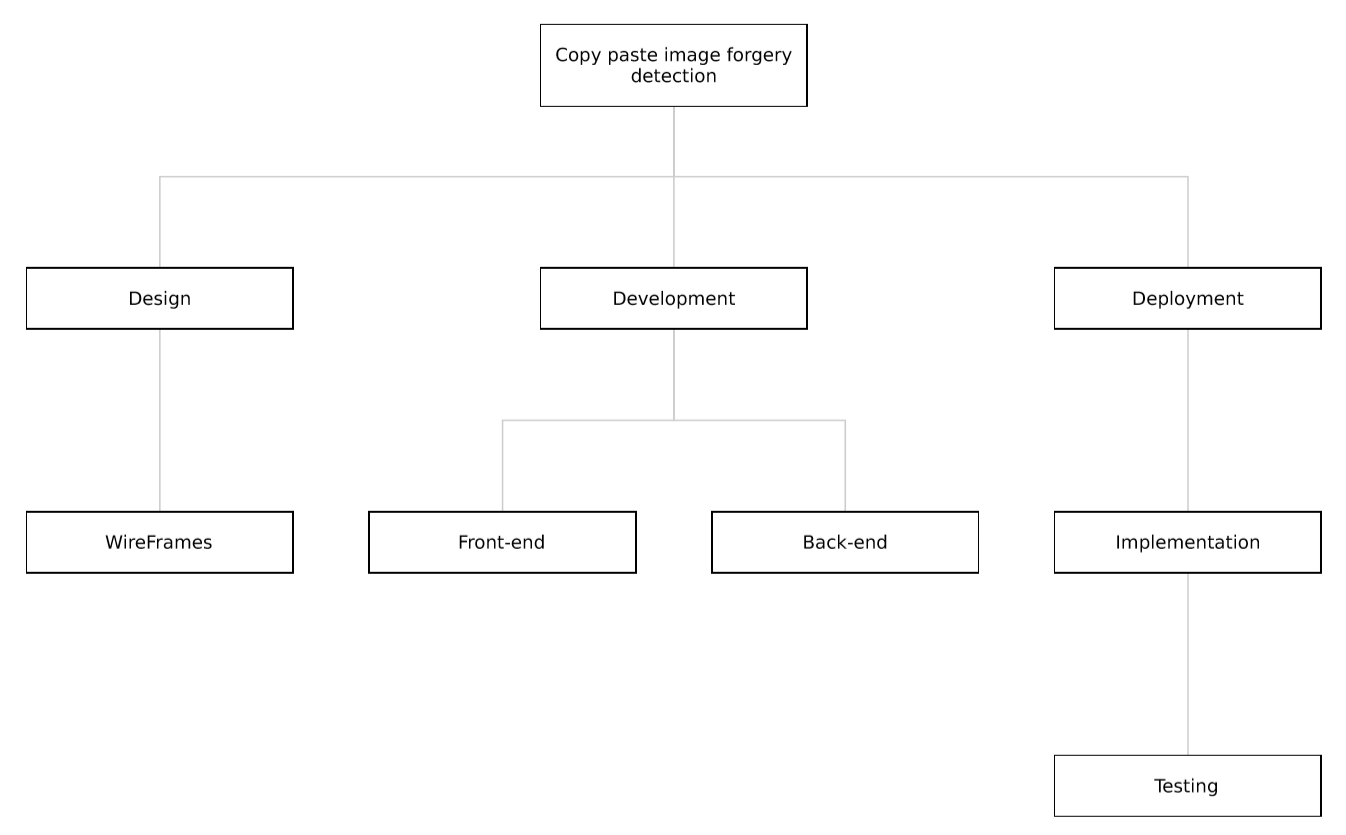 Copy paste image forgery
detection
Design
Development
Deployment
WireFrames
Front-end
Back-end
Implementation
Testing